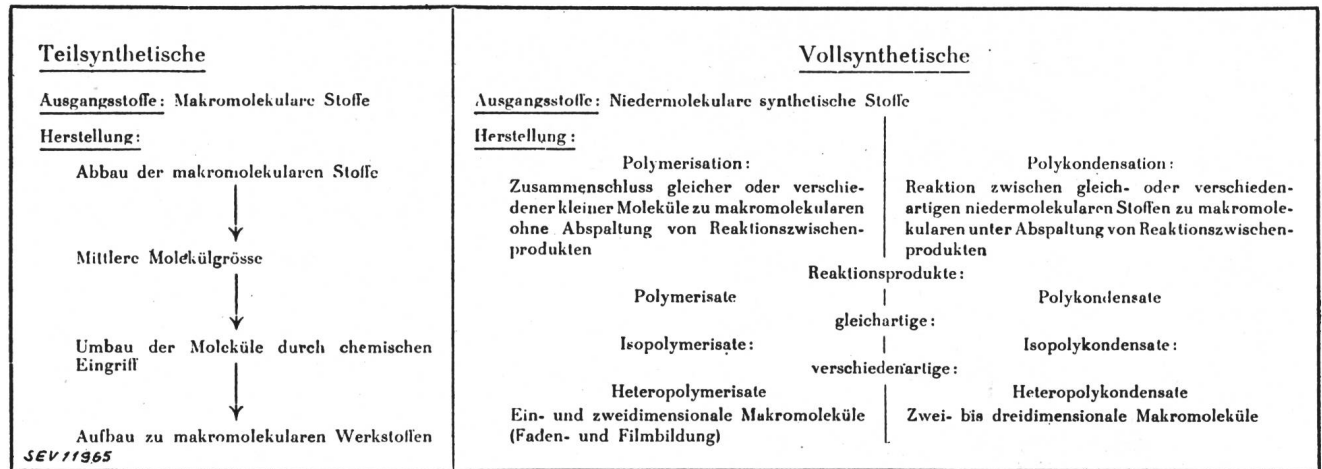 Teilsynthetische
Ausgangsstoffe: Makromolekulare Stoffe
Herstellung:
Abbau der makromolekularen Stoffe
Mittlere Molekülgrösse
Umbau der Moleküle durch chemischen
Eingriff
Aufbau zu makromolekularen Werkstoffen
SEV 11965
Vollsynthetische
Ausgangsstoffe: Niedermolekulare synthetische Stoffe
Herstellung:
Polymerisation:
Zusammenschluss gleicher oder verschie-
dener kleiner Moleküle zu makromolekularen
ohne Abspaltung von Reaktionszwischen-
produkten
Polykondensation:
Reaktion zwischen gleich- oder verschieden-
artigen niedermolekularen Stoffen zu makromole-
kularen unter Abspaltung von Reaktionszwischen-
produkten
Reaktionsprodukte:
Polymerisate
Polykondensate
gleichartige:
Isopolymerisate:
Isopolykondensate:
verschiedenartige:
Heteropolymerisate
Heteropolykondensate
Ein- und zweidimensionale Makromoleküle
(Faden- und Filmbildung)
Zwei- bis dreidimensionale Makromoleküle